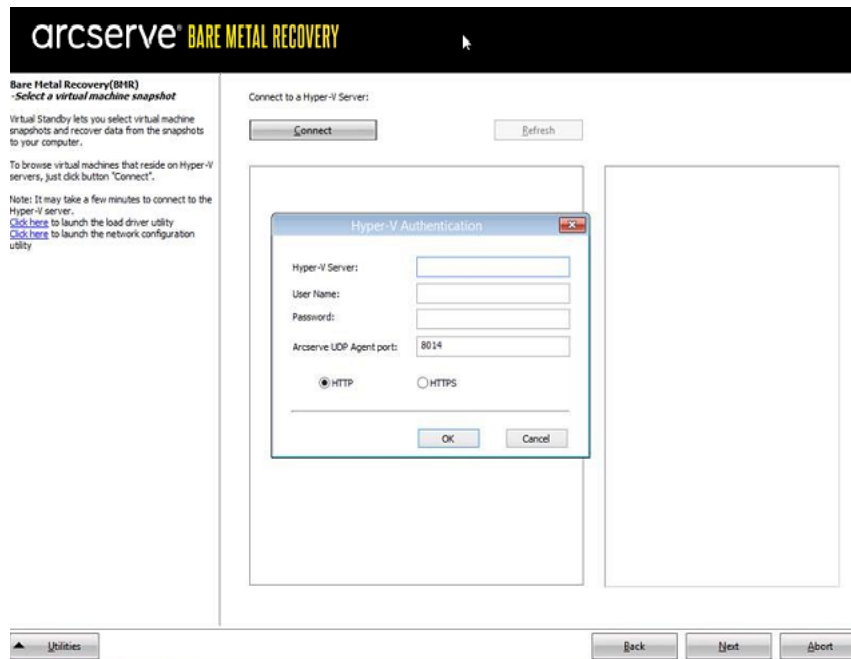 arcserve® BARE METAL RECOVERY
Bare Metal Recovery(BMR)
-Select a virtual machine snapshot
Virtual Standby lets you select virtual machine
snapshots and recover data from the snapshots
to your computer.
To browse virtual machines that reside on Hyper-V
servers, just click button "Connect".
Note: It may take a few minutes to connect to the
Hyper-V server.
Click here to launch the load driver utility
Click here to launch the network configuration
utility
Connect to a Hyper-V Server:
Connect
Refresh
Hyper-V Authentication
Hyper-V Server:
User Name:
Password:
Arcserve UDP Agent port:
8014
HTTP
HTTPS
OK
Cancel
Utilities
Back
Next
Abort